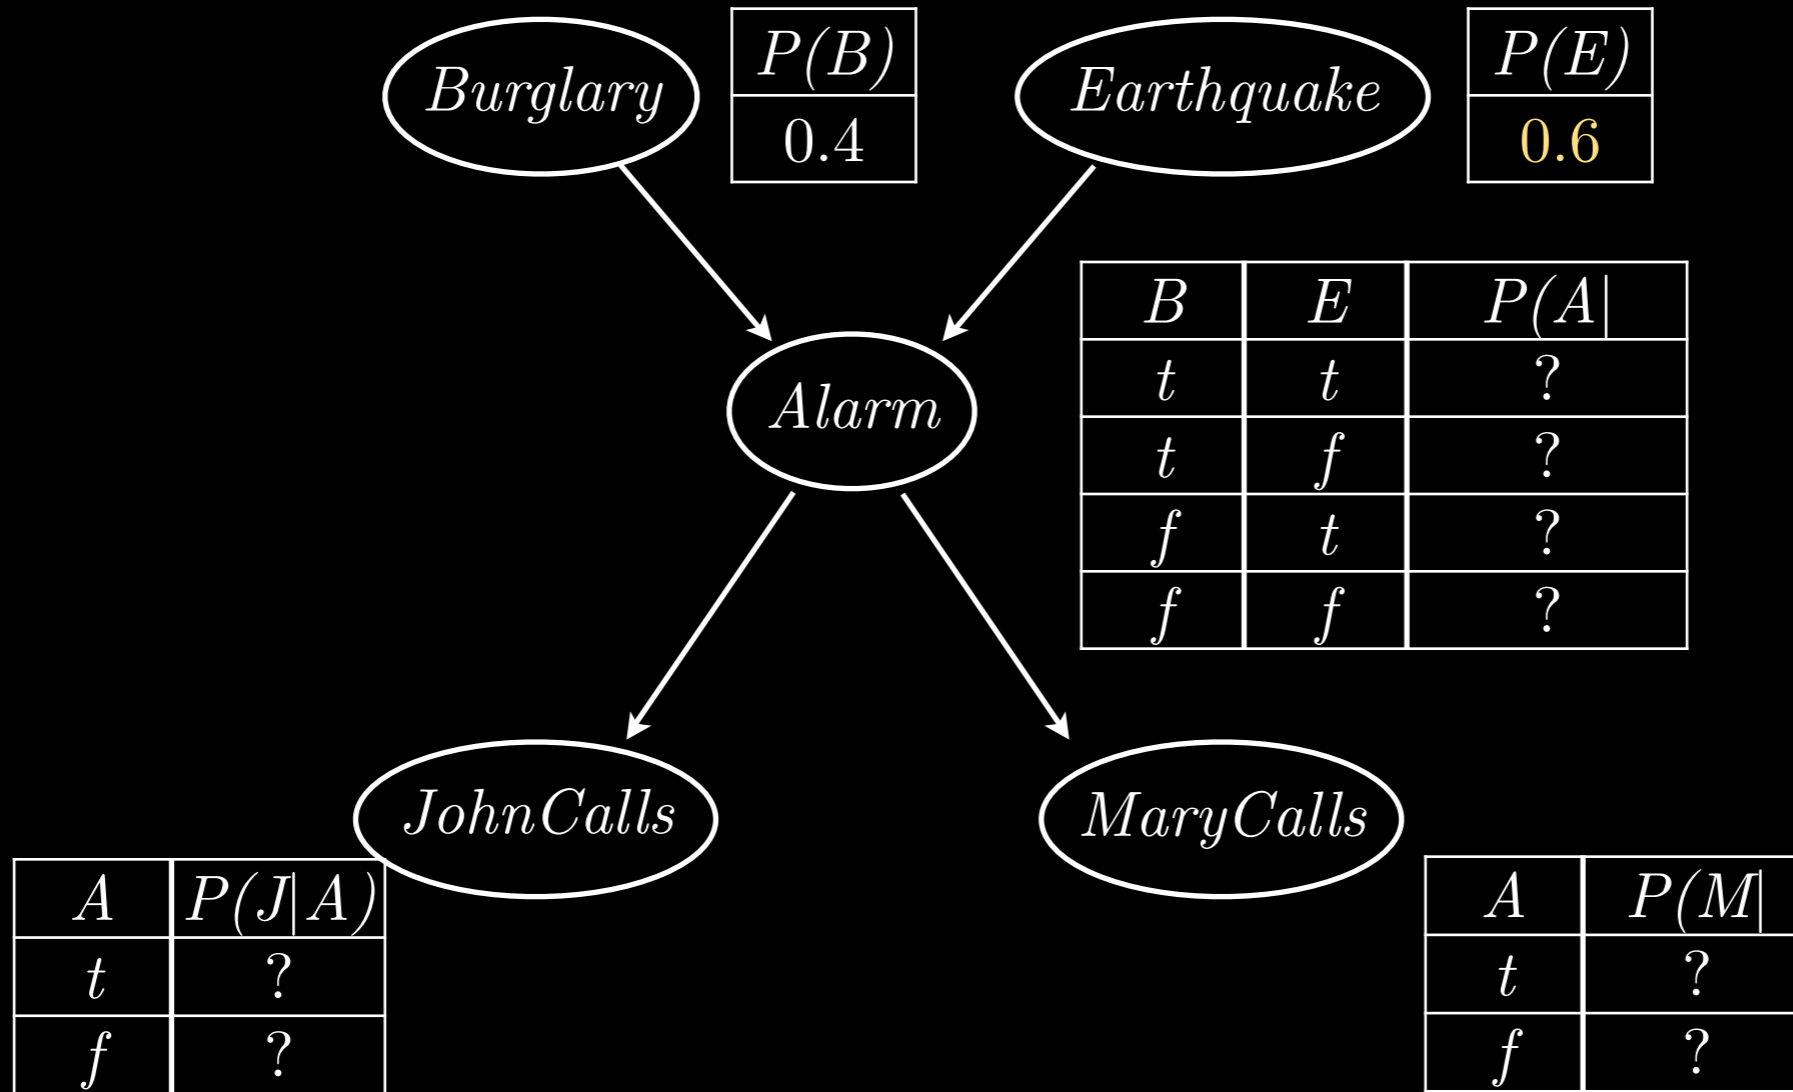 Burglary
P(B)
0.4
Earthquake
P(E)
0.6
B E P(A|
t t ?
t f ?
f t ?
f f ?
Alarm
JohnCalls
MaryCalls
A P(J|A)
t ?
f ?
A P(M|
t ?
f ?